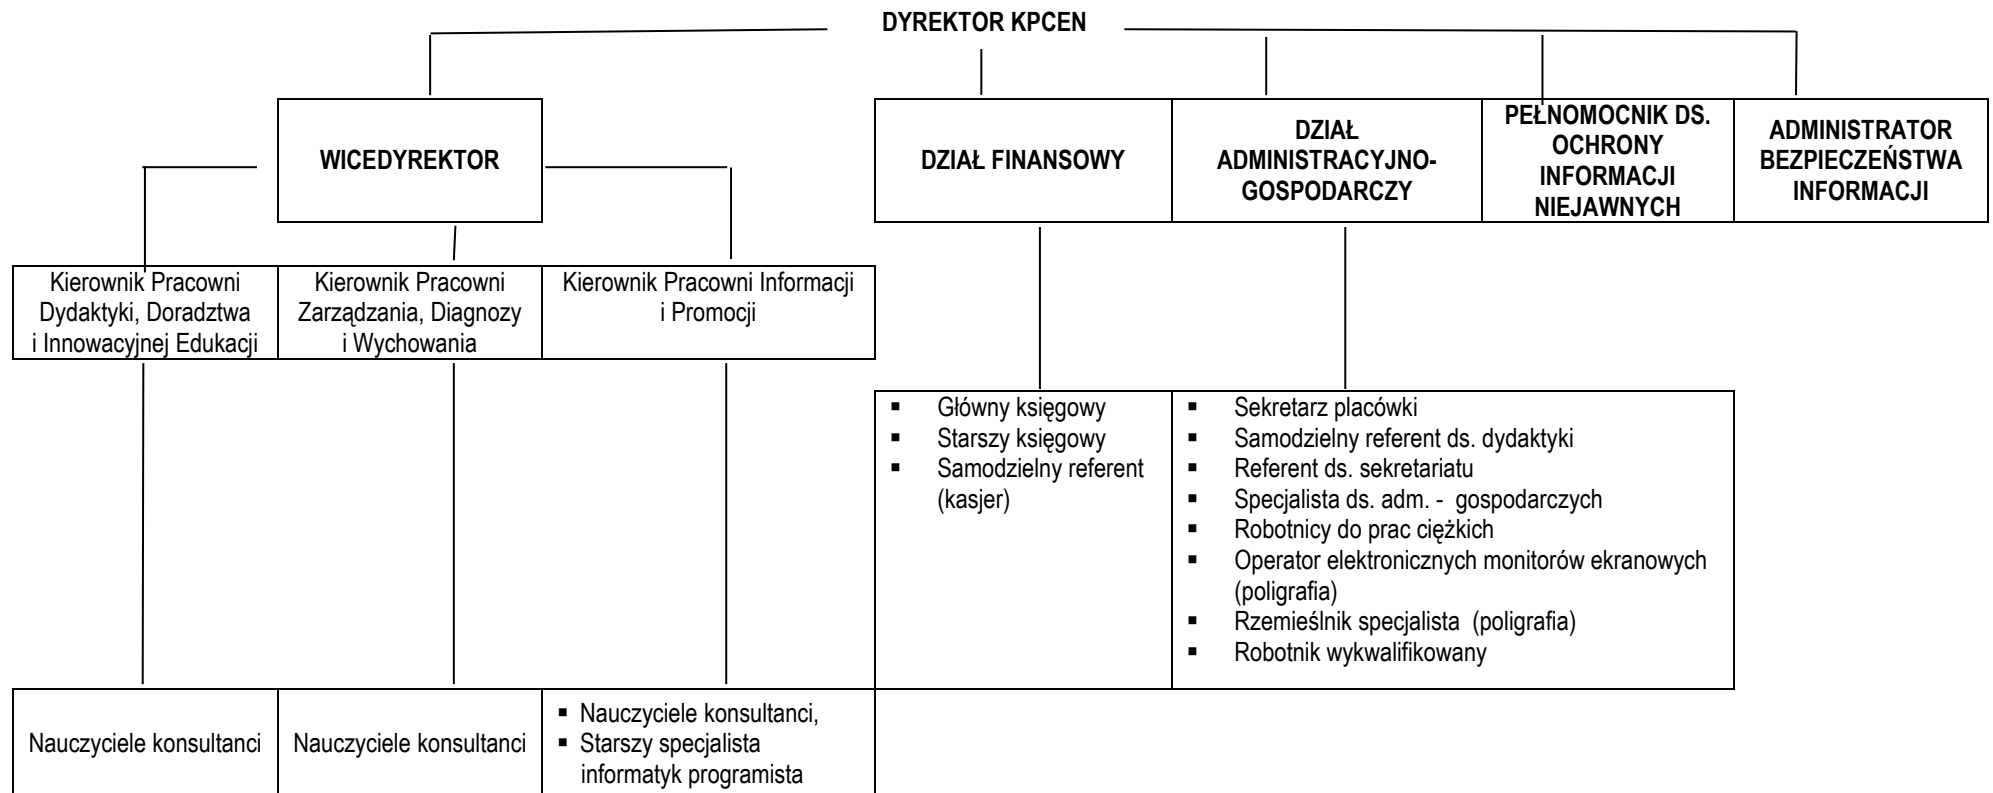 DYREKTOR KPCEN
WICEDYREKTOR
DZIAŁ FINANSOWY
DZIAŁ
ADMINISTRACYJNO-
GOSPODARCZY
PEŁNOMOCNIK DS.
OCHRONY
INFORMACJI
NIEJAWNYCH
ADMINISTRATOR
BEZPIECZEŃSTWA
INFORMACJI
Kierownik Pracowni
Dydaktyki, Doradztwa
i Innowacyjnej Edukacji
Kierownik Pracowni
Zarządzania, Diagnozy
i Wychowania
Kierownik Pracowni Informacji
i Promocji
▪ Główny księgowy
▪ Starszy księgowy
▪ Samodzielny referent
(kasjer)
▪ Sekretarz placówki
▪ Samodzielny referent ds. dydaktyki
▪ Referent ds. sekretariatu
▪ Specjalista ds. adm. - gospodarczych
▪ Robotnicy do prac ciężkich
▪ Operator elektronicznych monitorów ekranowych
(poligrafia)
▪ Rzemieślnik specjalista (poligrafia)
▪ Robotnik wykwalifikowany
Nauczyciele konsultanci
Nauczyciele konsultanci
▪ Nauczyciele konsultanci,
▪ Starszy specjalista
informatyk programista